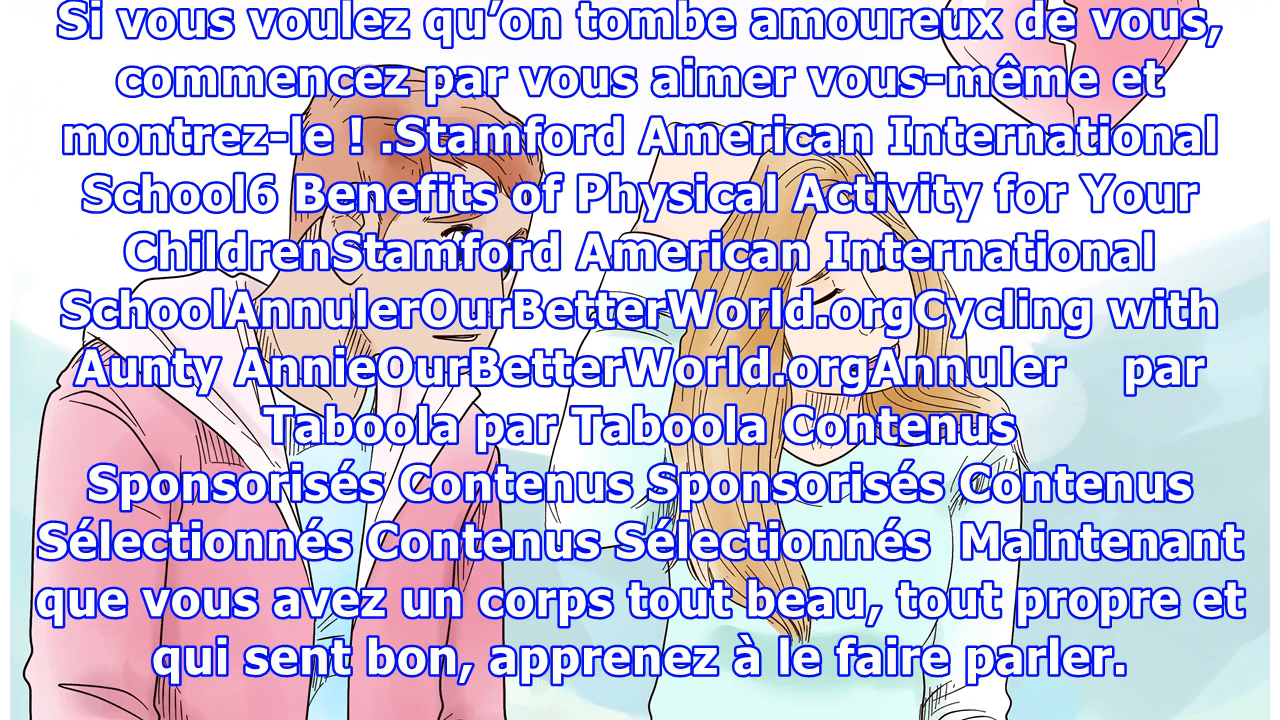 Si vous voulez qu’on tombe amoureux de vous,
commencez par vous aimer vous-même et
montrez-le ! .Stamford American International
School6 Benefits of Physical Activity for Your
ChildrenStamford American International
SchoolAnnulerOurBetterWorld.orgCycling with
Aunty AnnieOurBetterWorld.orgAnnuler    par
Taboola par Taboola Contenus
Sponsorisés Contenus Sponsorisés Contenus
Sélectionnés Contenus Sélectionnés  Maintenant
que vous avez un corps tout beau, tout propre et
qui sent bon, apprenez à le faire parler.